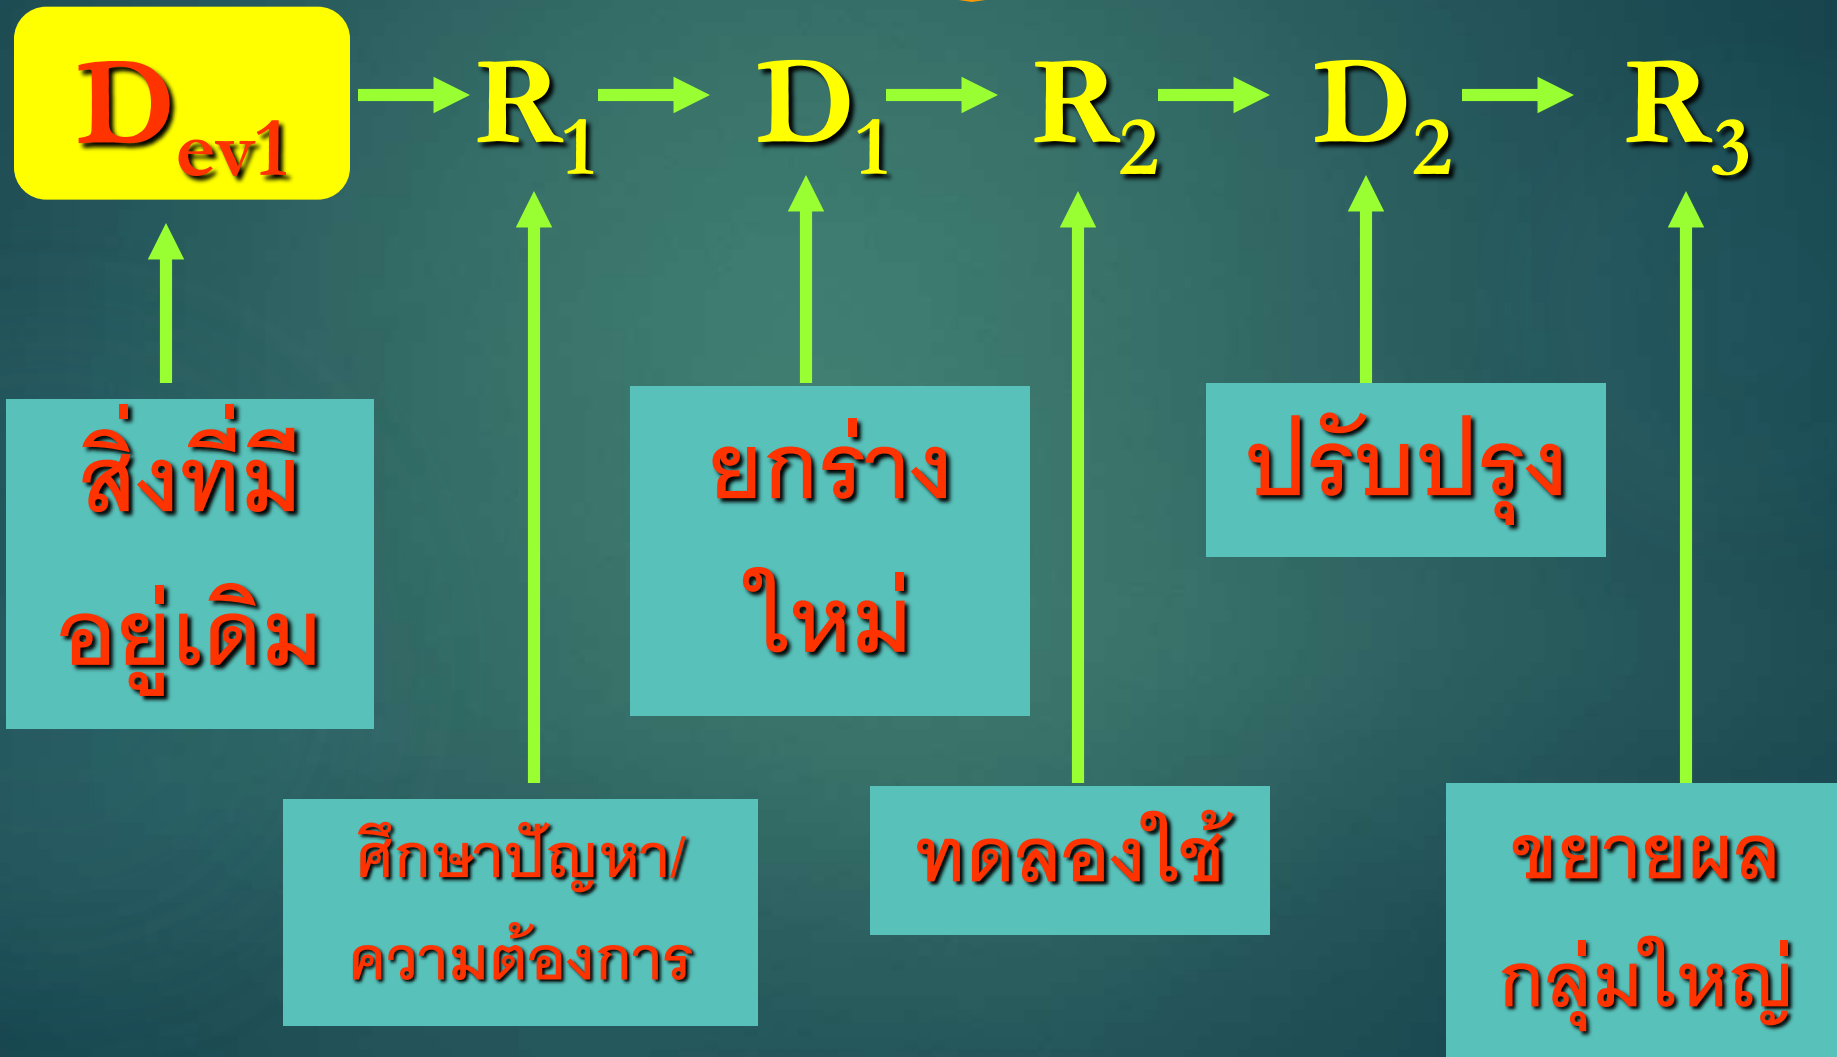 Dev1 R1 D1 R2 D2 R3
สิ่งที่มี
อยู่เดิม
ยกร่าง
ใหม่
ปรับปรุง
ศึกษาปัญหา/
ความต้องการ
ทดลองใช้
ขยายผล
กลุ่มใหญ่